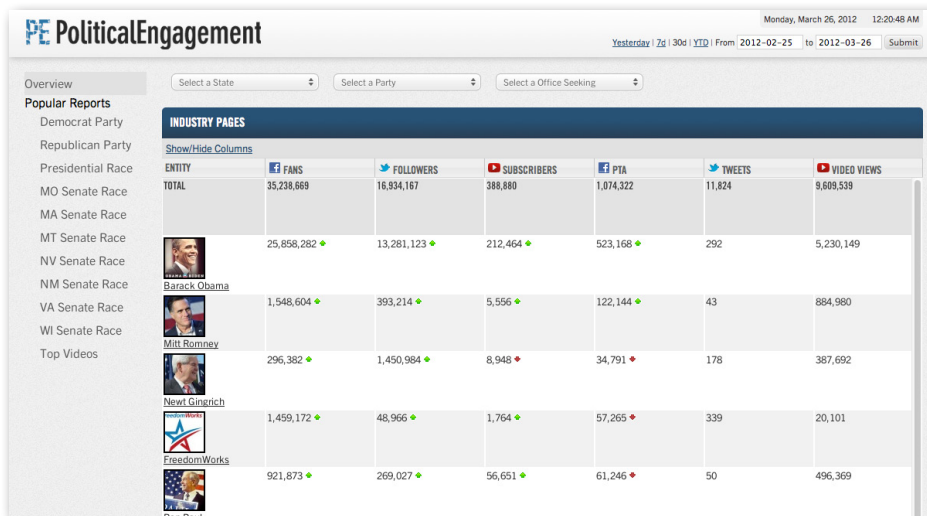 Monday, March 26, 2012 12:20:48 AM
PE PoliticalEngagement
Yesterday | 7d | 30d | YTD | From 2012-02-25 to 2012-03-26 Submit
Overview
Popular Reports
Democrat Party
Republican Party
Presidential Race
MO Senate Race
MA Senate Race
MT Senate Race
NV Senate Race
NM Senate Race
VA Senate Race
WI Senate Race
Top Videos
Select a State Select a Party Select a Office Seeking
INDUSTRY PAGES
Show/Hide Columns
ENTITY FANS FOLLOWERS SUBSCRIBERS PTA TWEETS VIDEO VIEWS
TOTAL 35,238,669 16,934,167 388,880 1,074,322 11,824 9,609,539
25,858,282 13,281,123 212,464 523,168 292 5,230,149
Barack Obama
1,548,604 393,214 5,556 122,144 43 884,980
Mitt Romney
296,382 1,450,984 8,948 34,791 178 387,692
Newt Gingrich
FreedomWorks
1,459,172 48,966 1,764 57,265 339 20,101
FreedomWorks
921,873 269,027 56,651 61,246 50 496,369